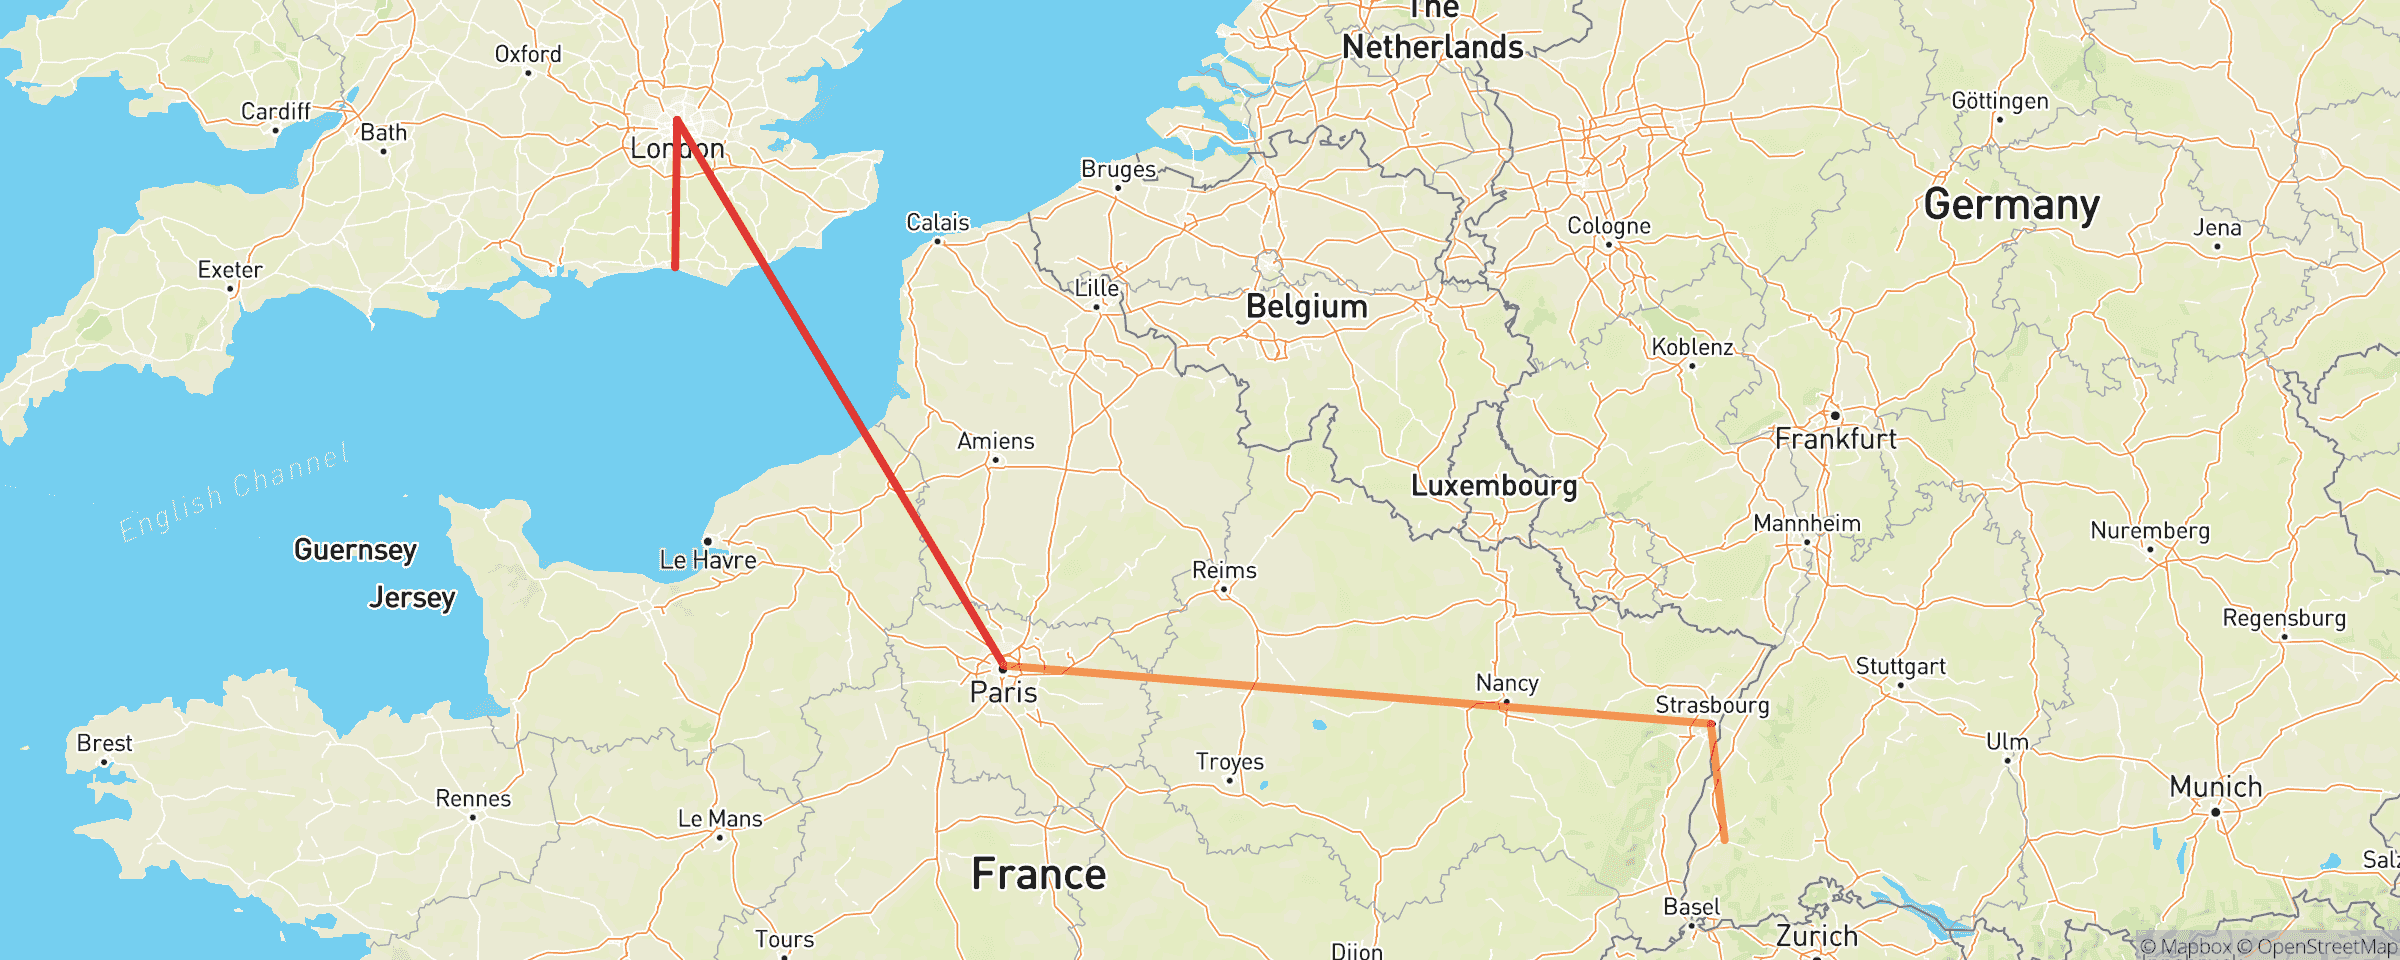 The
Netherlands
Oxford
Cardiff
Bath
London
Göttingen
Bruges
Germany
Calais
Cologne
Jena
Exeter
Lille
Belgium
Koblenz
Amiens
Frankfurt
English Channel
Luxembourg
Mannheim
Nuremberg
Guernsey
Le Havre
Reims
Jersey
Regensburg
Stuttgart
Paris
Nancy
Strasbourg
Brest
Ulm
Troyes
Munich
Rennes
Le Mans
France
Salz
Basel
Zurich
Tours
Dijon
© Mapbox © OpenStreetMap